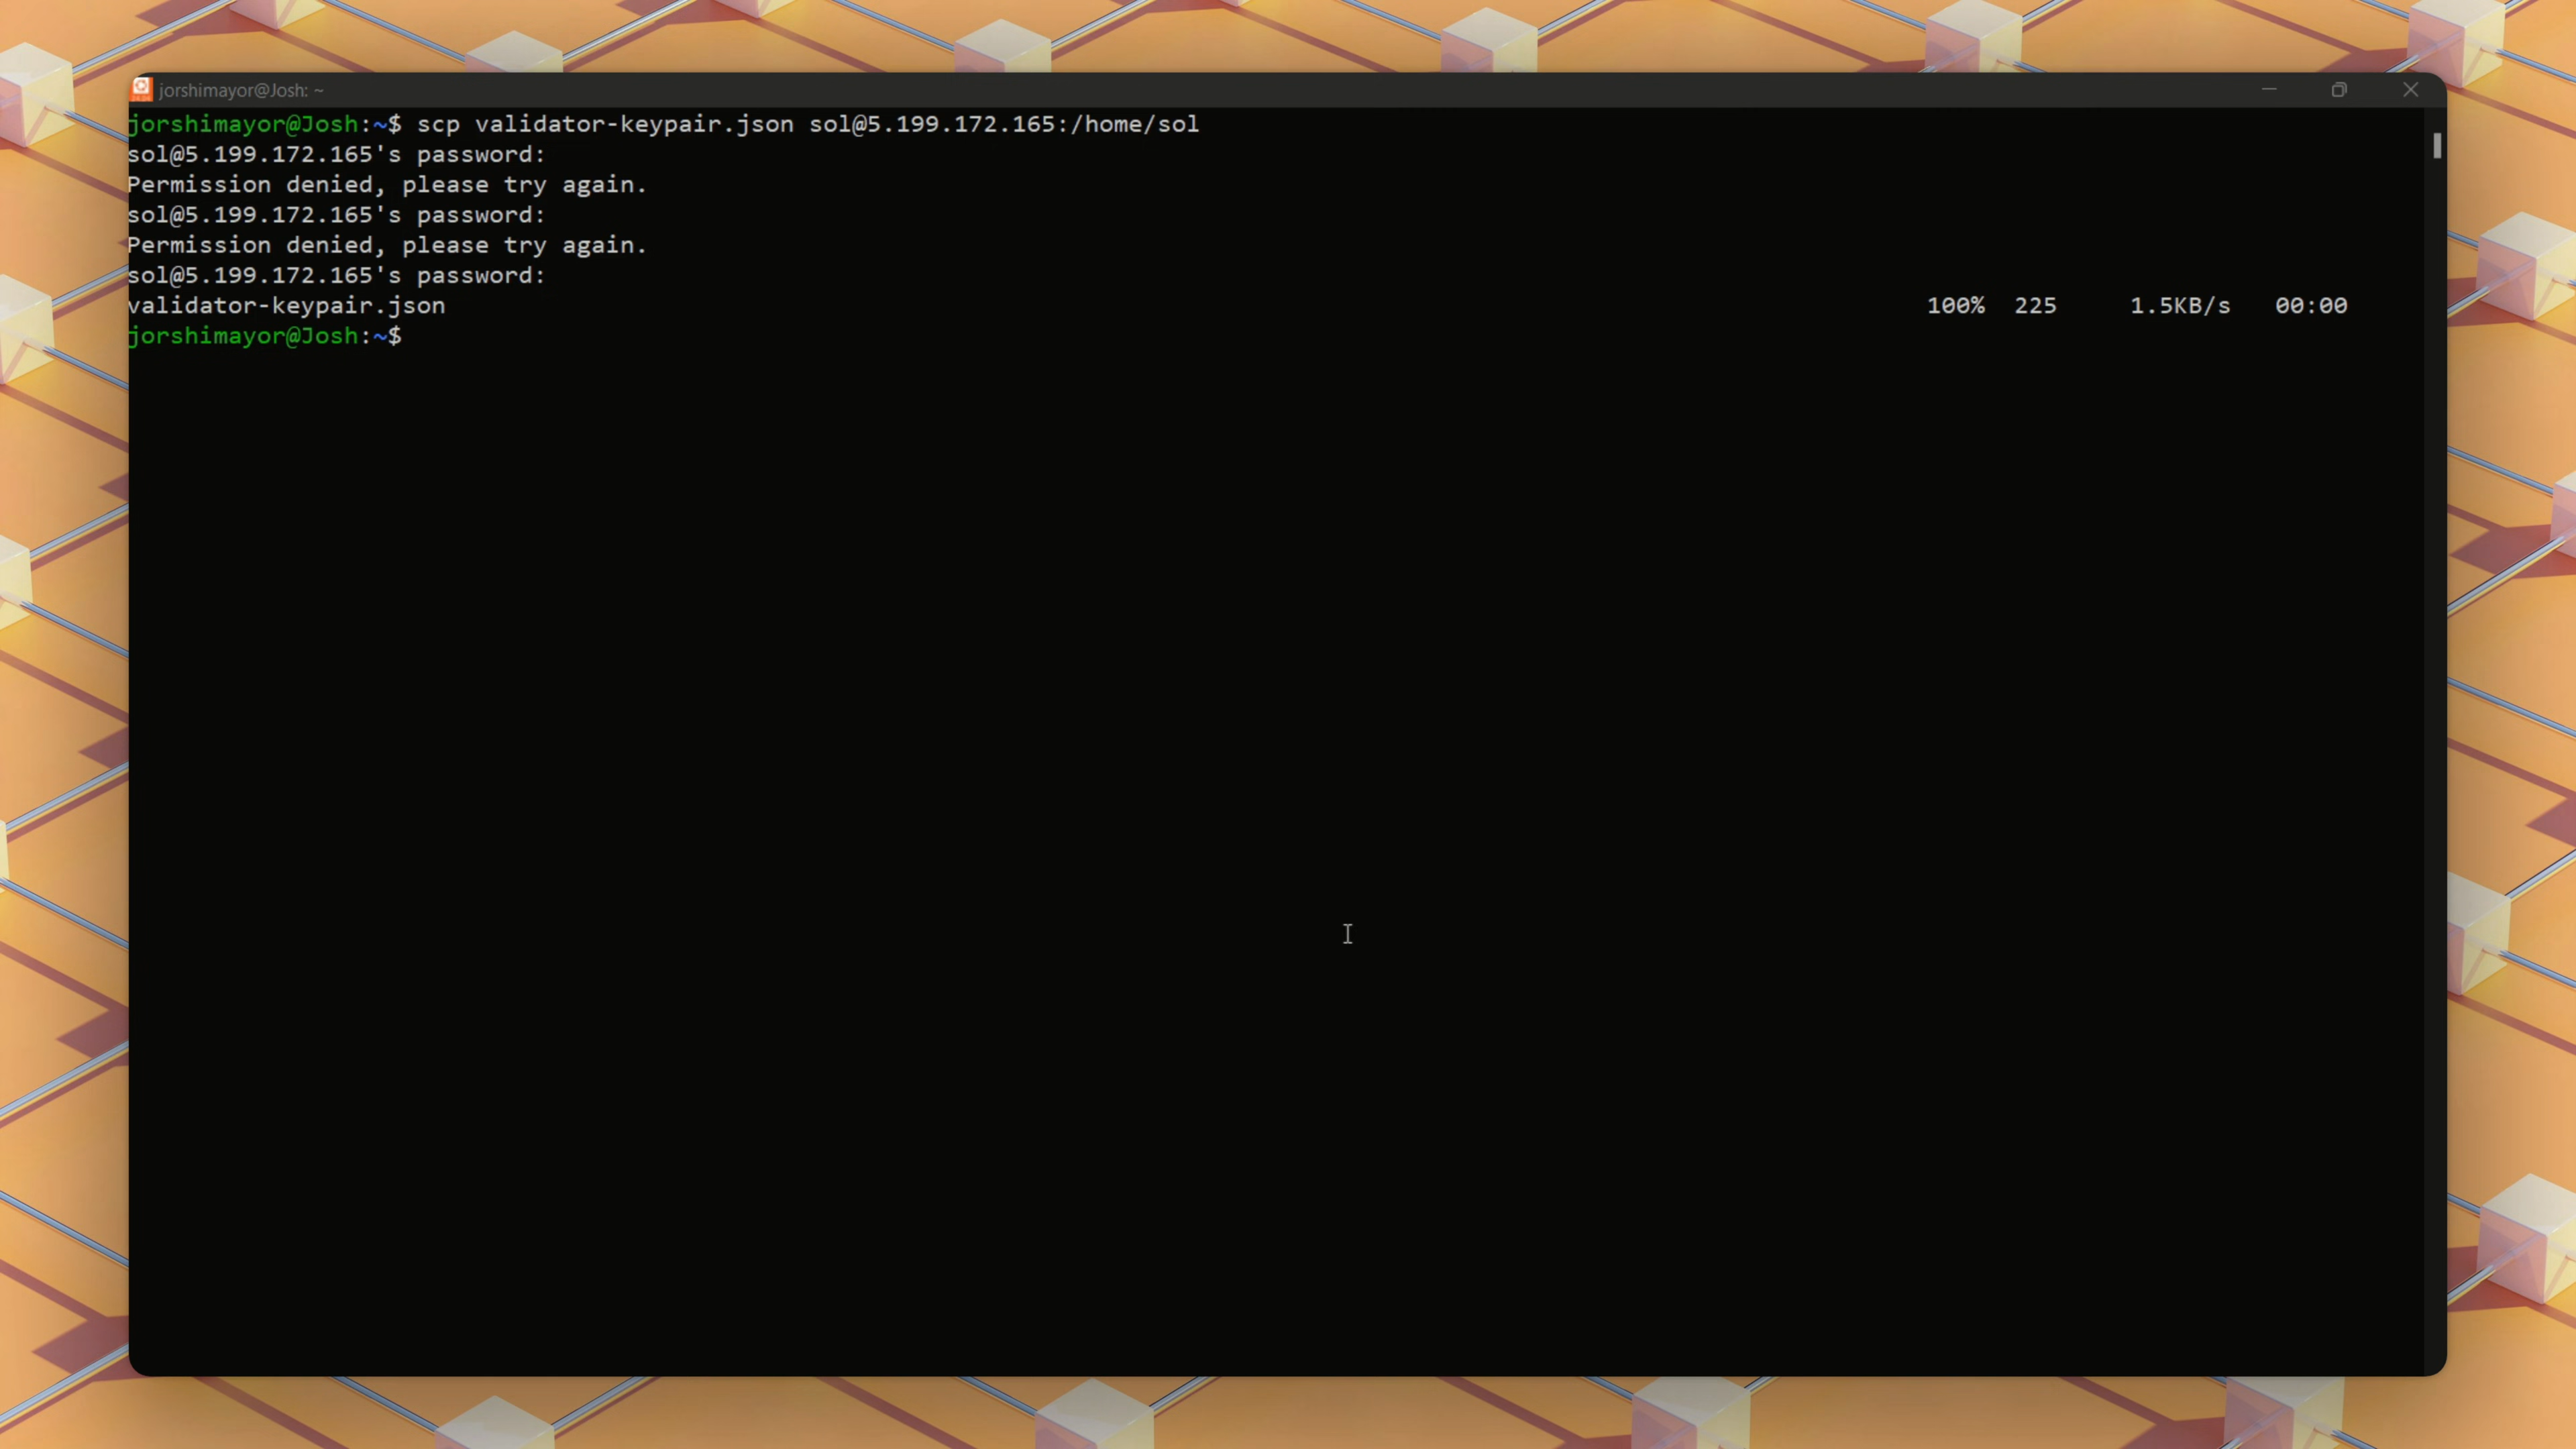 jorshimayor@Josh: ~
jorshimayor@Josh:~$ scp validator-keypair.json sol@5.199.172.165:/home/sol
sol@5.199.172.165's password:
Permission denied, please try again.
sol@5.199.172.165's password:
Permission denied, please try again.
sol@5.199.172.165's password:
validator-keypair.json 100% 225 1.5KB/s 00:00
jorshimayor@Josh:~$